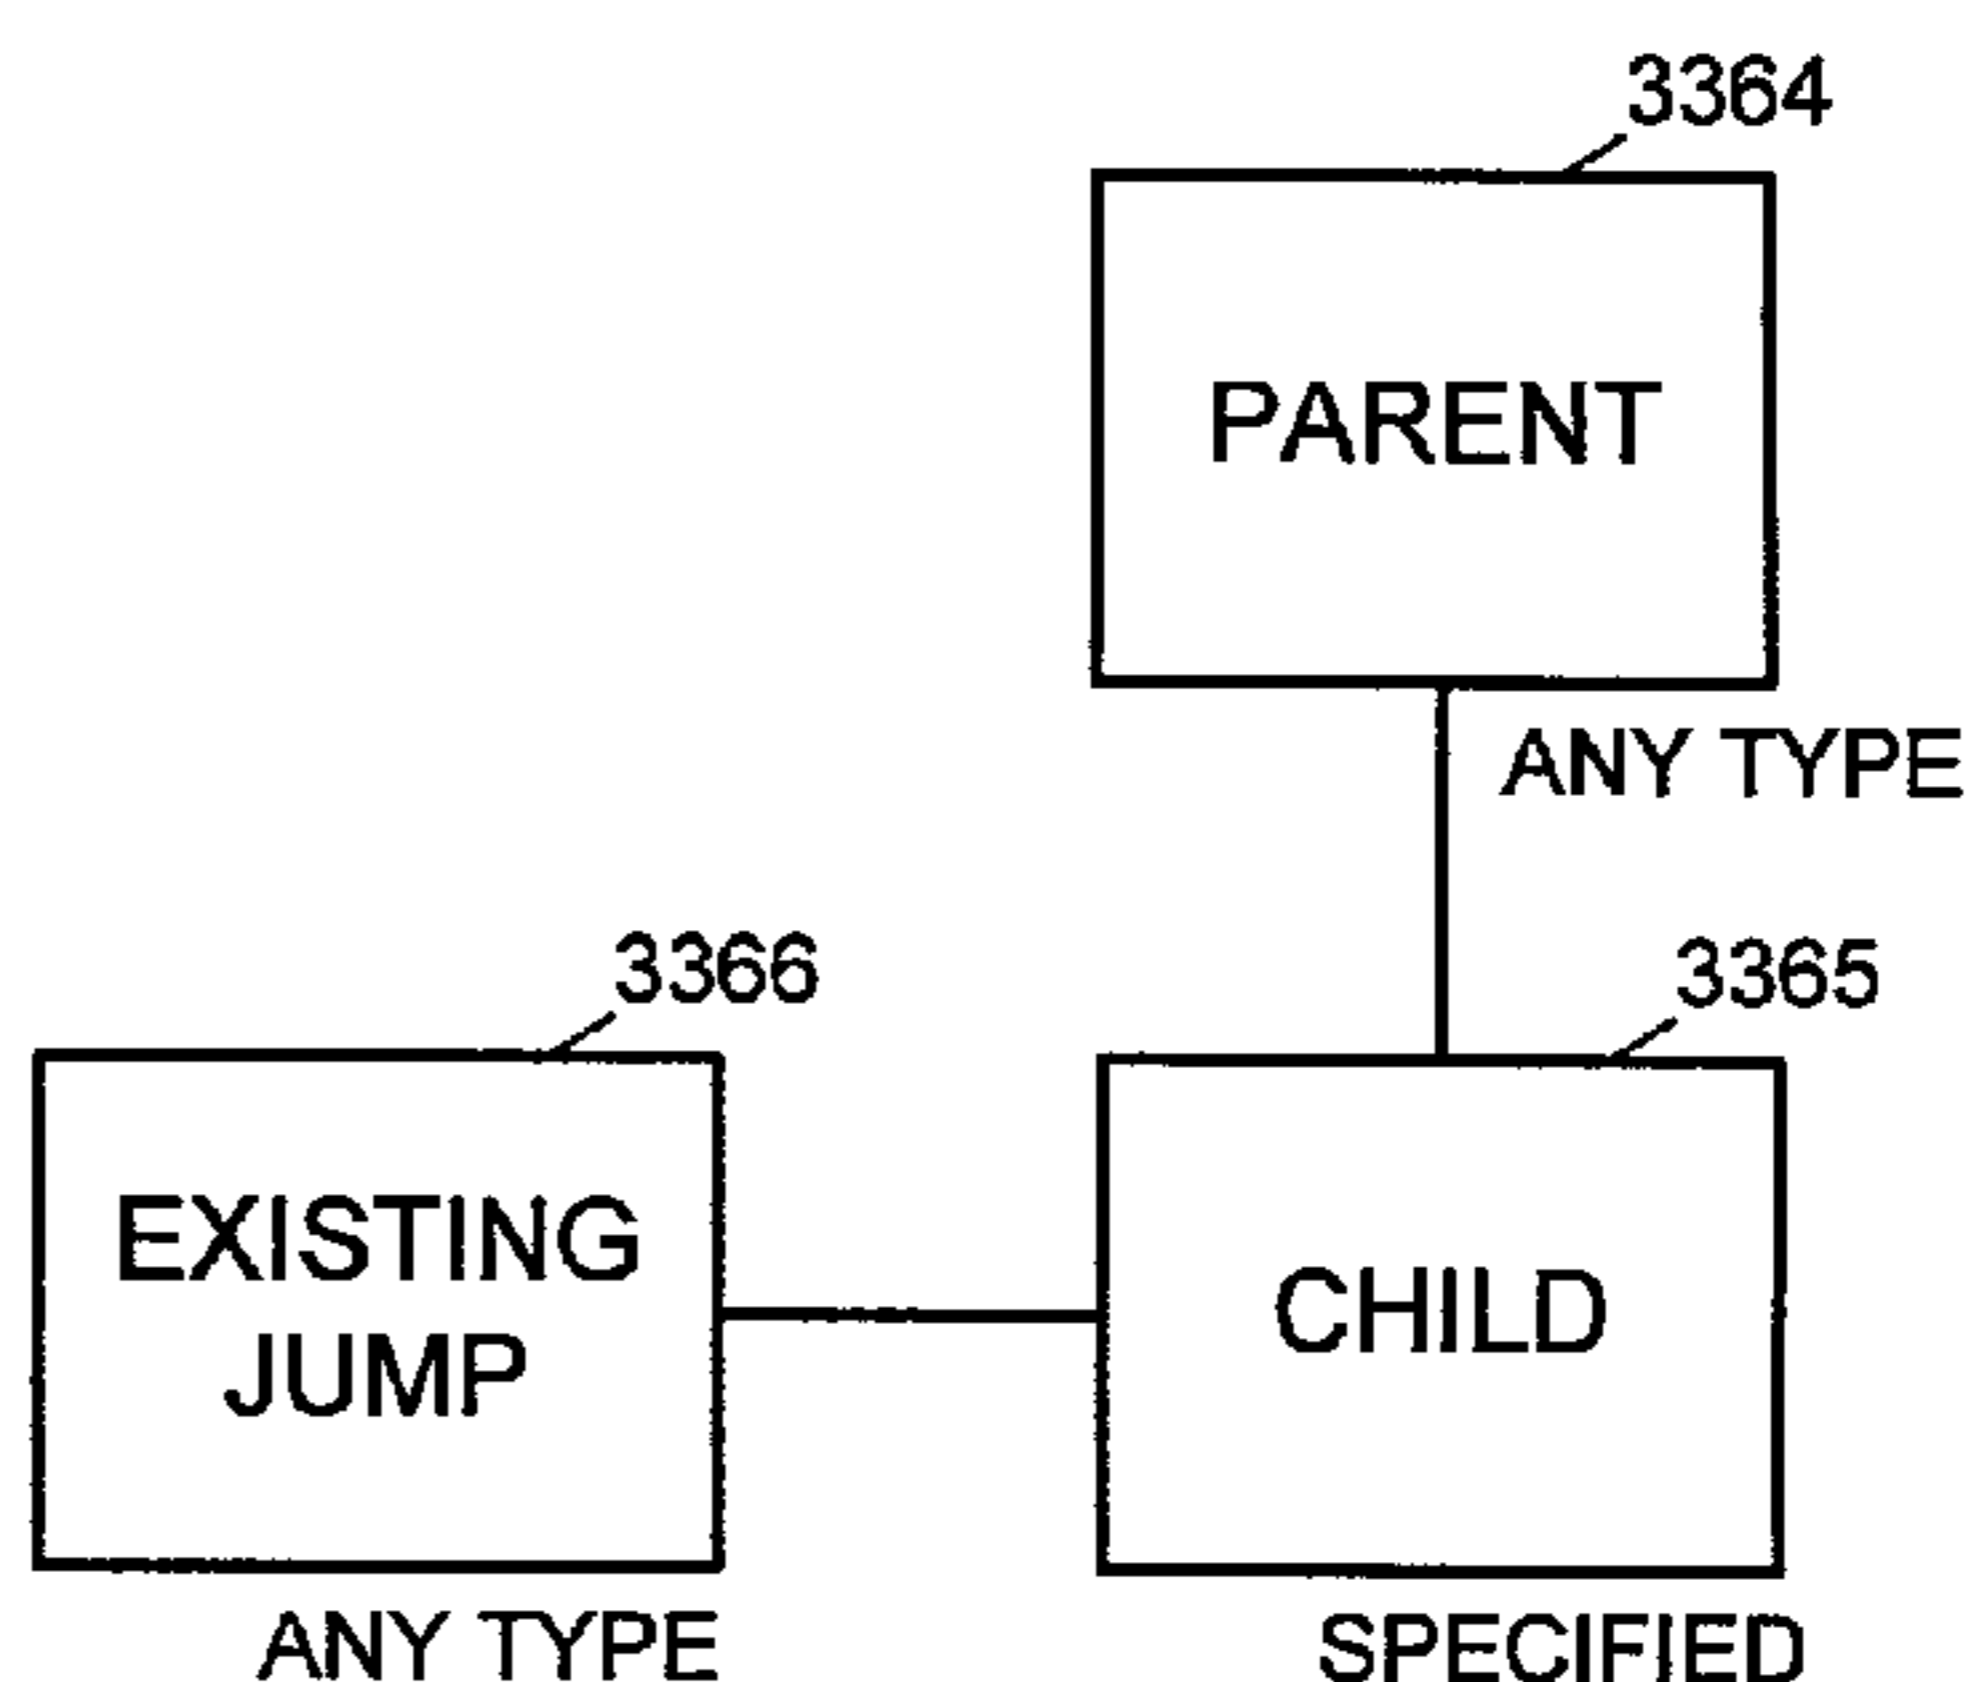 3364
PARENT
ANY TYPE
3366
3365
EXISTING
JUMP
CHILD
ANY TYPE
SPECIFIED